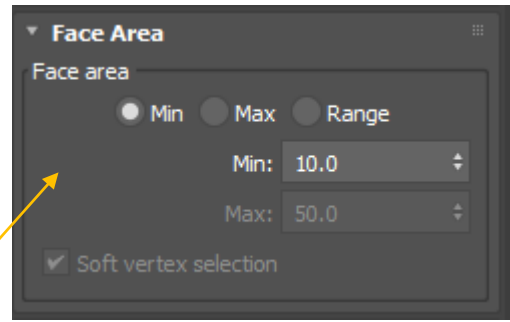 Face Area
Face area
Min Max Range
Min: 10.0
Max: 50.0
Soft vertex selection